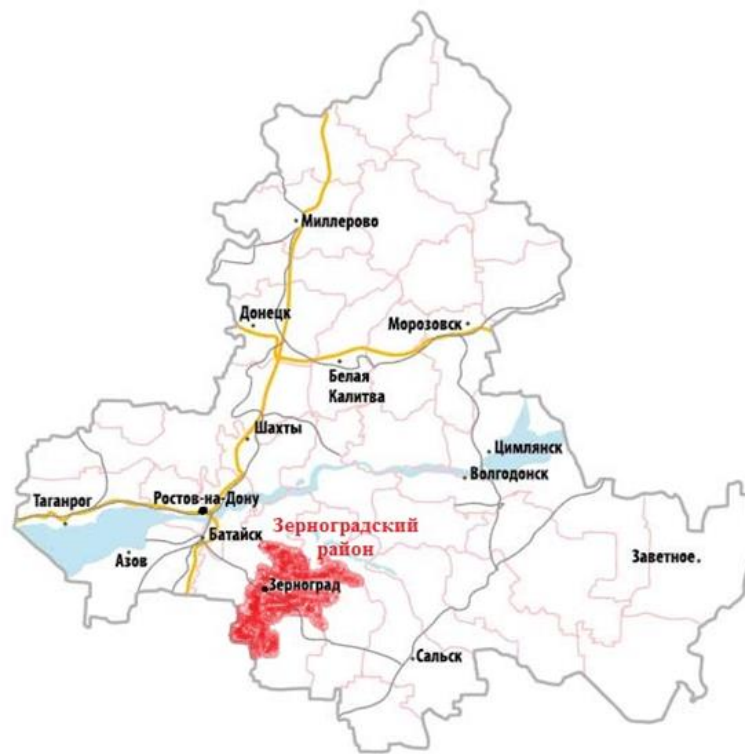 Миллерово
Донецк
Морозовск
Белая
Калитва
Шахты
Цимлянск
Волгодонск
Таганрог
Ростов-на-Дону
Батайск
Азов
Зерноградский
район
Зерноград
Заветное
Сальск